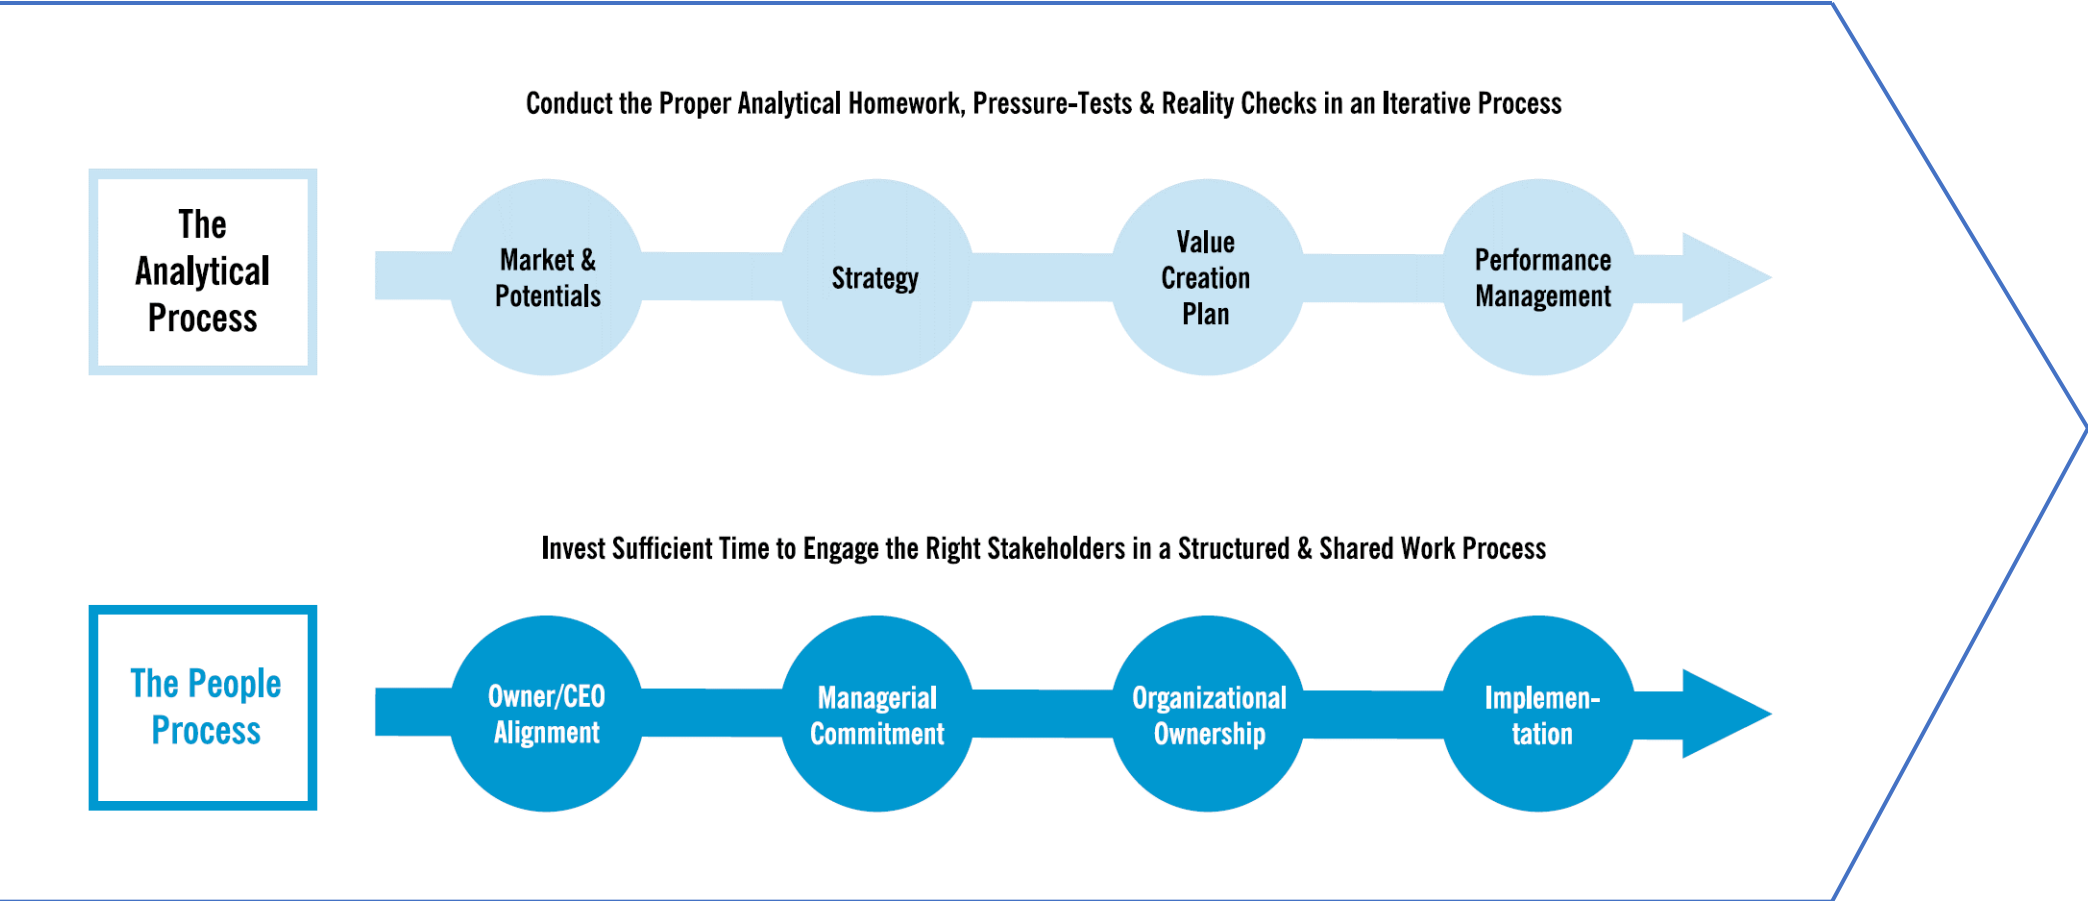 Conduct the Proper Analytical Homework, Pressure-Tests & Reality Checks in an Iterative Process
The
Analytical
Process
Market &
Potentials
Strategy
Value
Creation
Plan
Performance
Management
Invest Sufficient Time to Engage the Right Stakeholders in a Structured & Shared Work Process
The People
Process
Owner/CEO
Alignment
Managerial
Commitment
Organizational
Ownership
Implemen-
tation